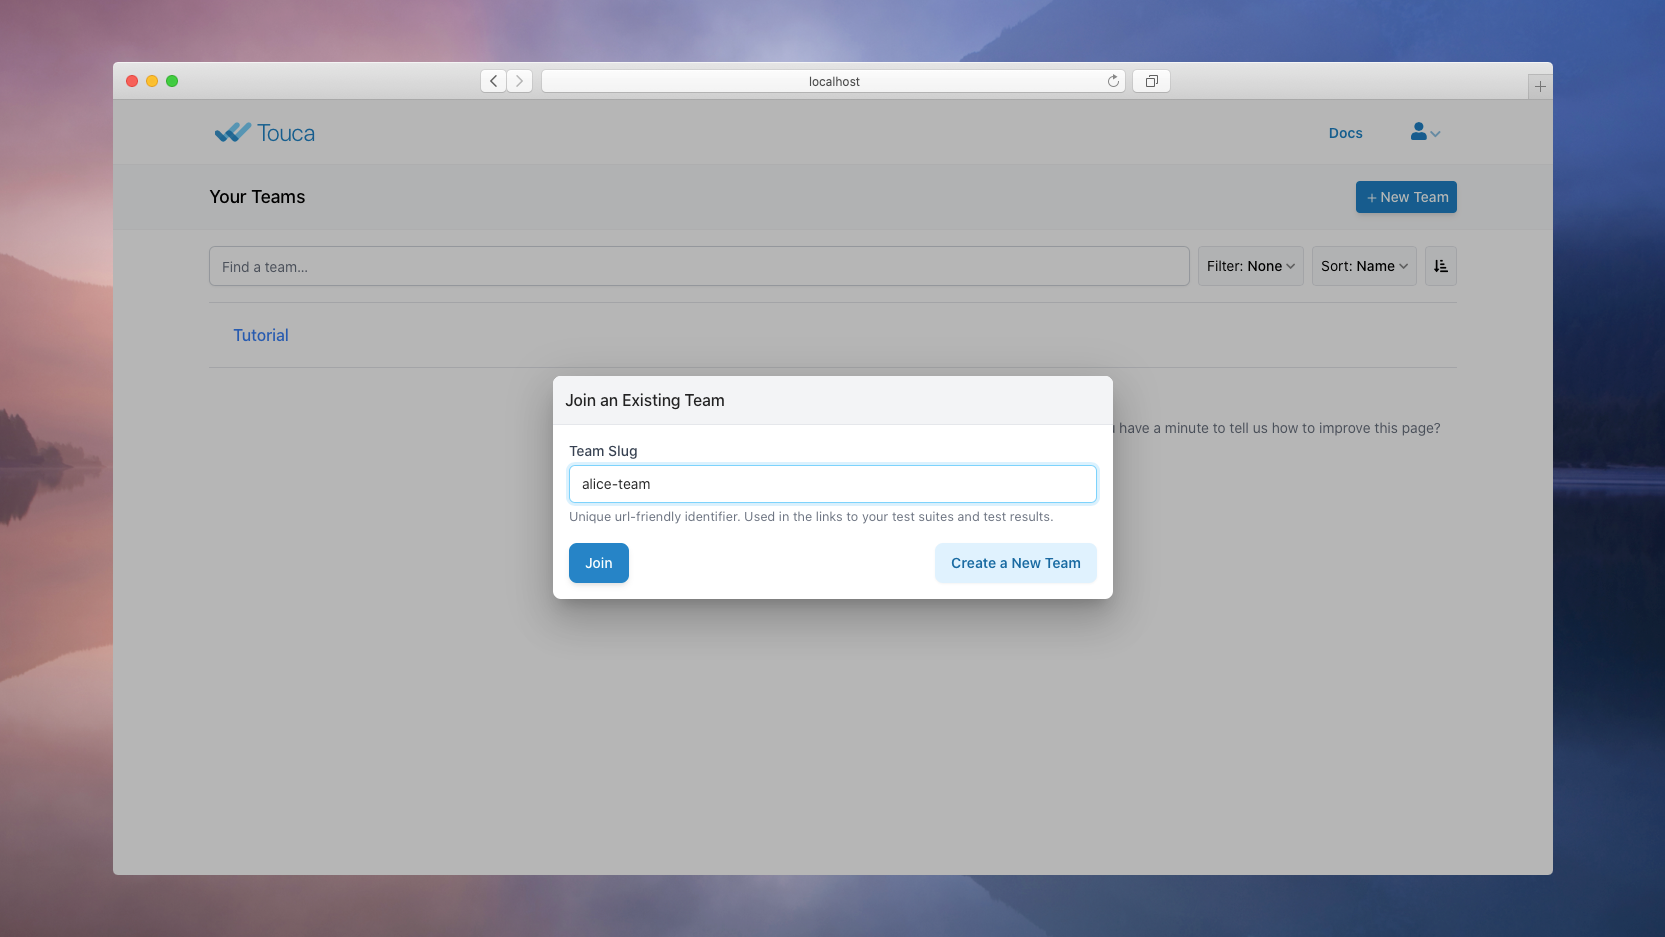 localhost
Touca
Docs
Your Teams
+ New Team
Find a team...
Filter: None
Sort: Name
Tutorial
Join an Existing Team
have a minute to tell us how to improve this page?
Team Slug
alice-team
Unique url-friendly identifier. Used in the links to your test suites and test results.
Join
Create a New Team